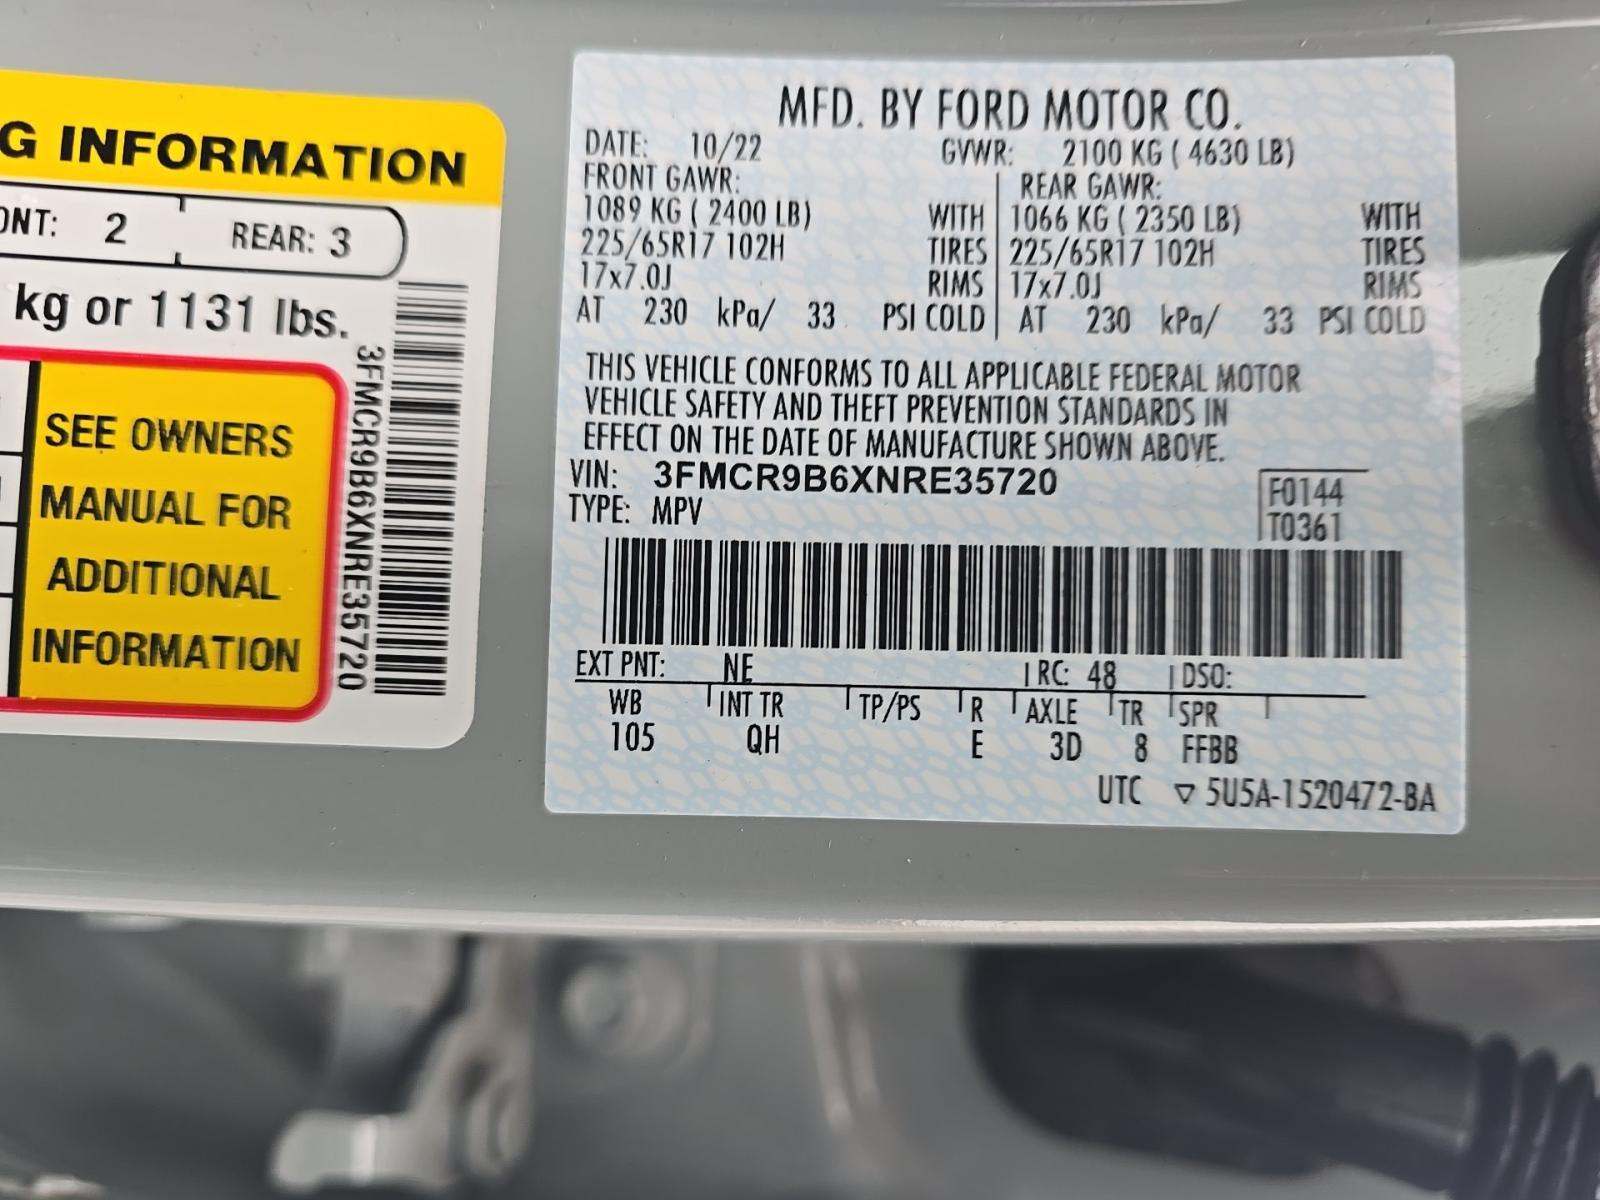 G INFORMATION
ONT: 2 REAR: 3
kg or 1131 lbs.
SEE OWNERS
MANUAL FOR
ADDITIONAL
INFORMATION
3FMCR9B6XNRE35720
MFD. BY FORD MOTOR CO.
DATE: 10/22 GVWR: 2100 KG ( 4630 LB)
FRONT GAWR: REAR GAWR:
1089 KG ( 2400 LB) WITH 1066 KG ( 2350 LB) WITH
225/65R17 102H TIRES 225/65R17 102H TIRES
17x7.0J RIMS 17x7.0J RIMS
AT 230 kPa/ 33 PSI COLD AT 230 kPa/ 33 PSI COLD
THIS VEHICLE CONFORMS TO ALL APPLICABLE FEDERAL MOTOR
VEHICLE SAFETY AND THEFT PREVENTION STANDARDS IN
EFFECT ON THE DATE OF MANUFACTURE SHOWN ABOVE.
VIN: 3FMCR9B6XNRE35720
TYPE: MPV
F0144
T0361
EXT PNT: NE RC: 48 DSO:
WB INT TR TP/PS R AXLE TR SPR
105 QH E 3D 8 FFBB
UTC ▽ 5U5A-1520472-BA